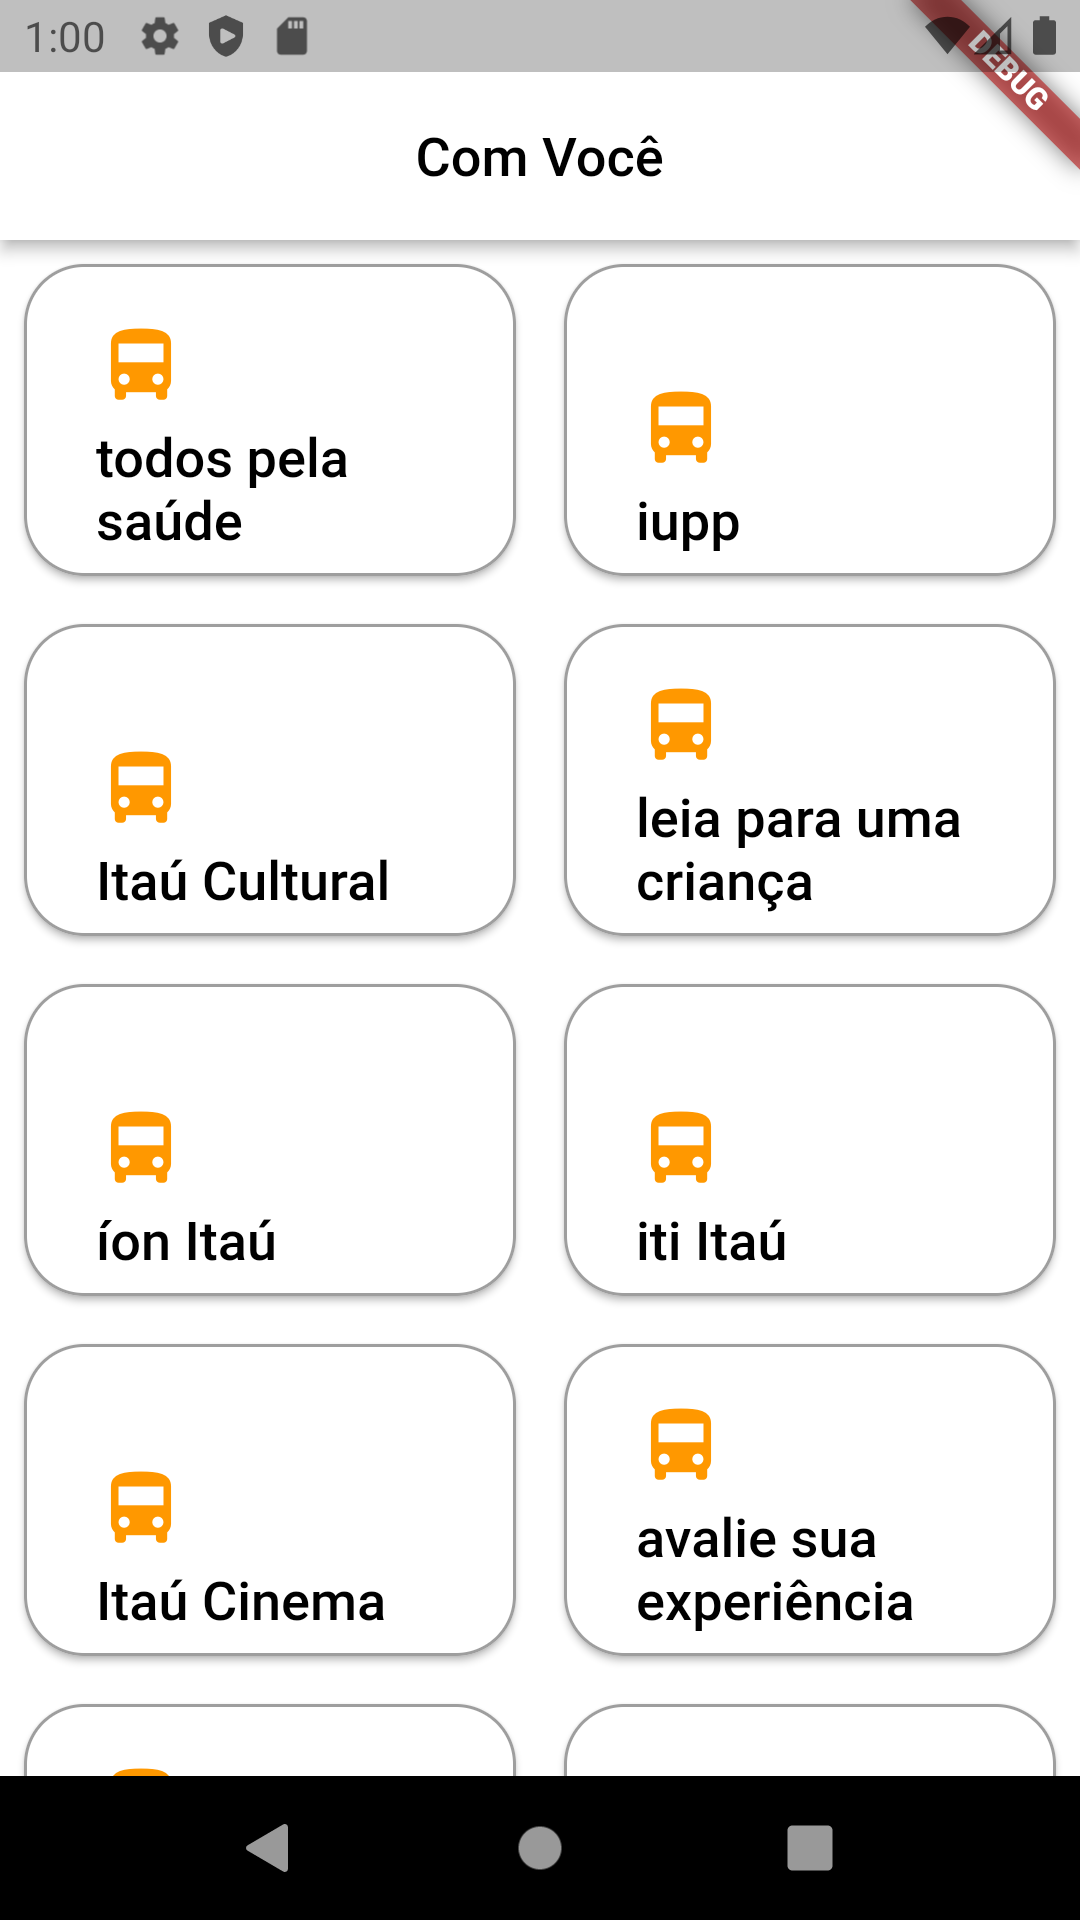 1:00
DEBUG
Com Você
todos pela
saúde
iupp
Itaú Cultural
leia para uma
criança
íon Itaú
iti Itaú
Itaú Cinema
avalie sua
experiência